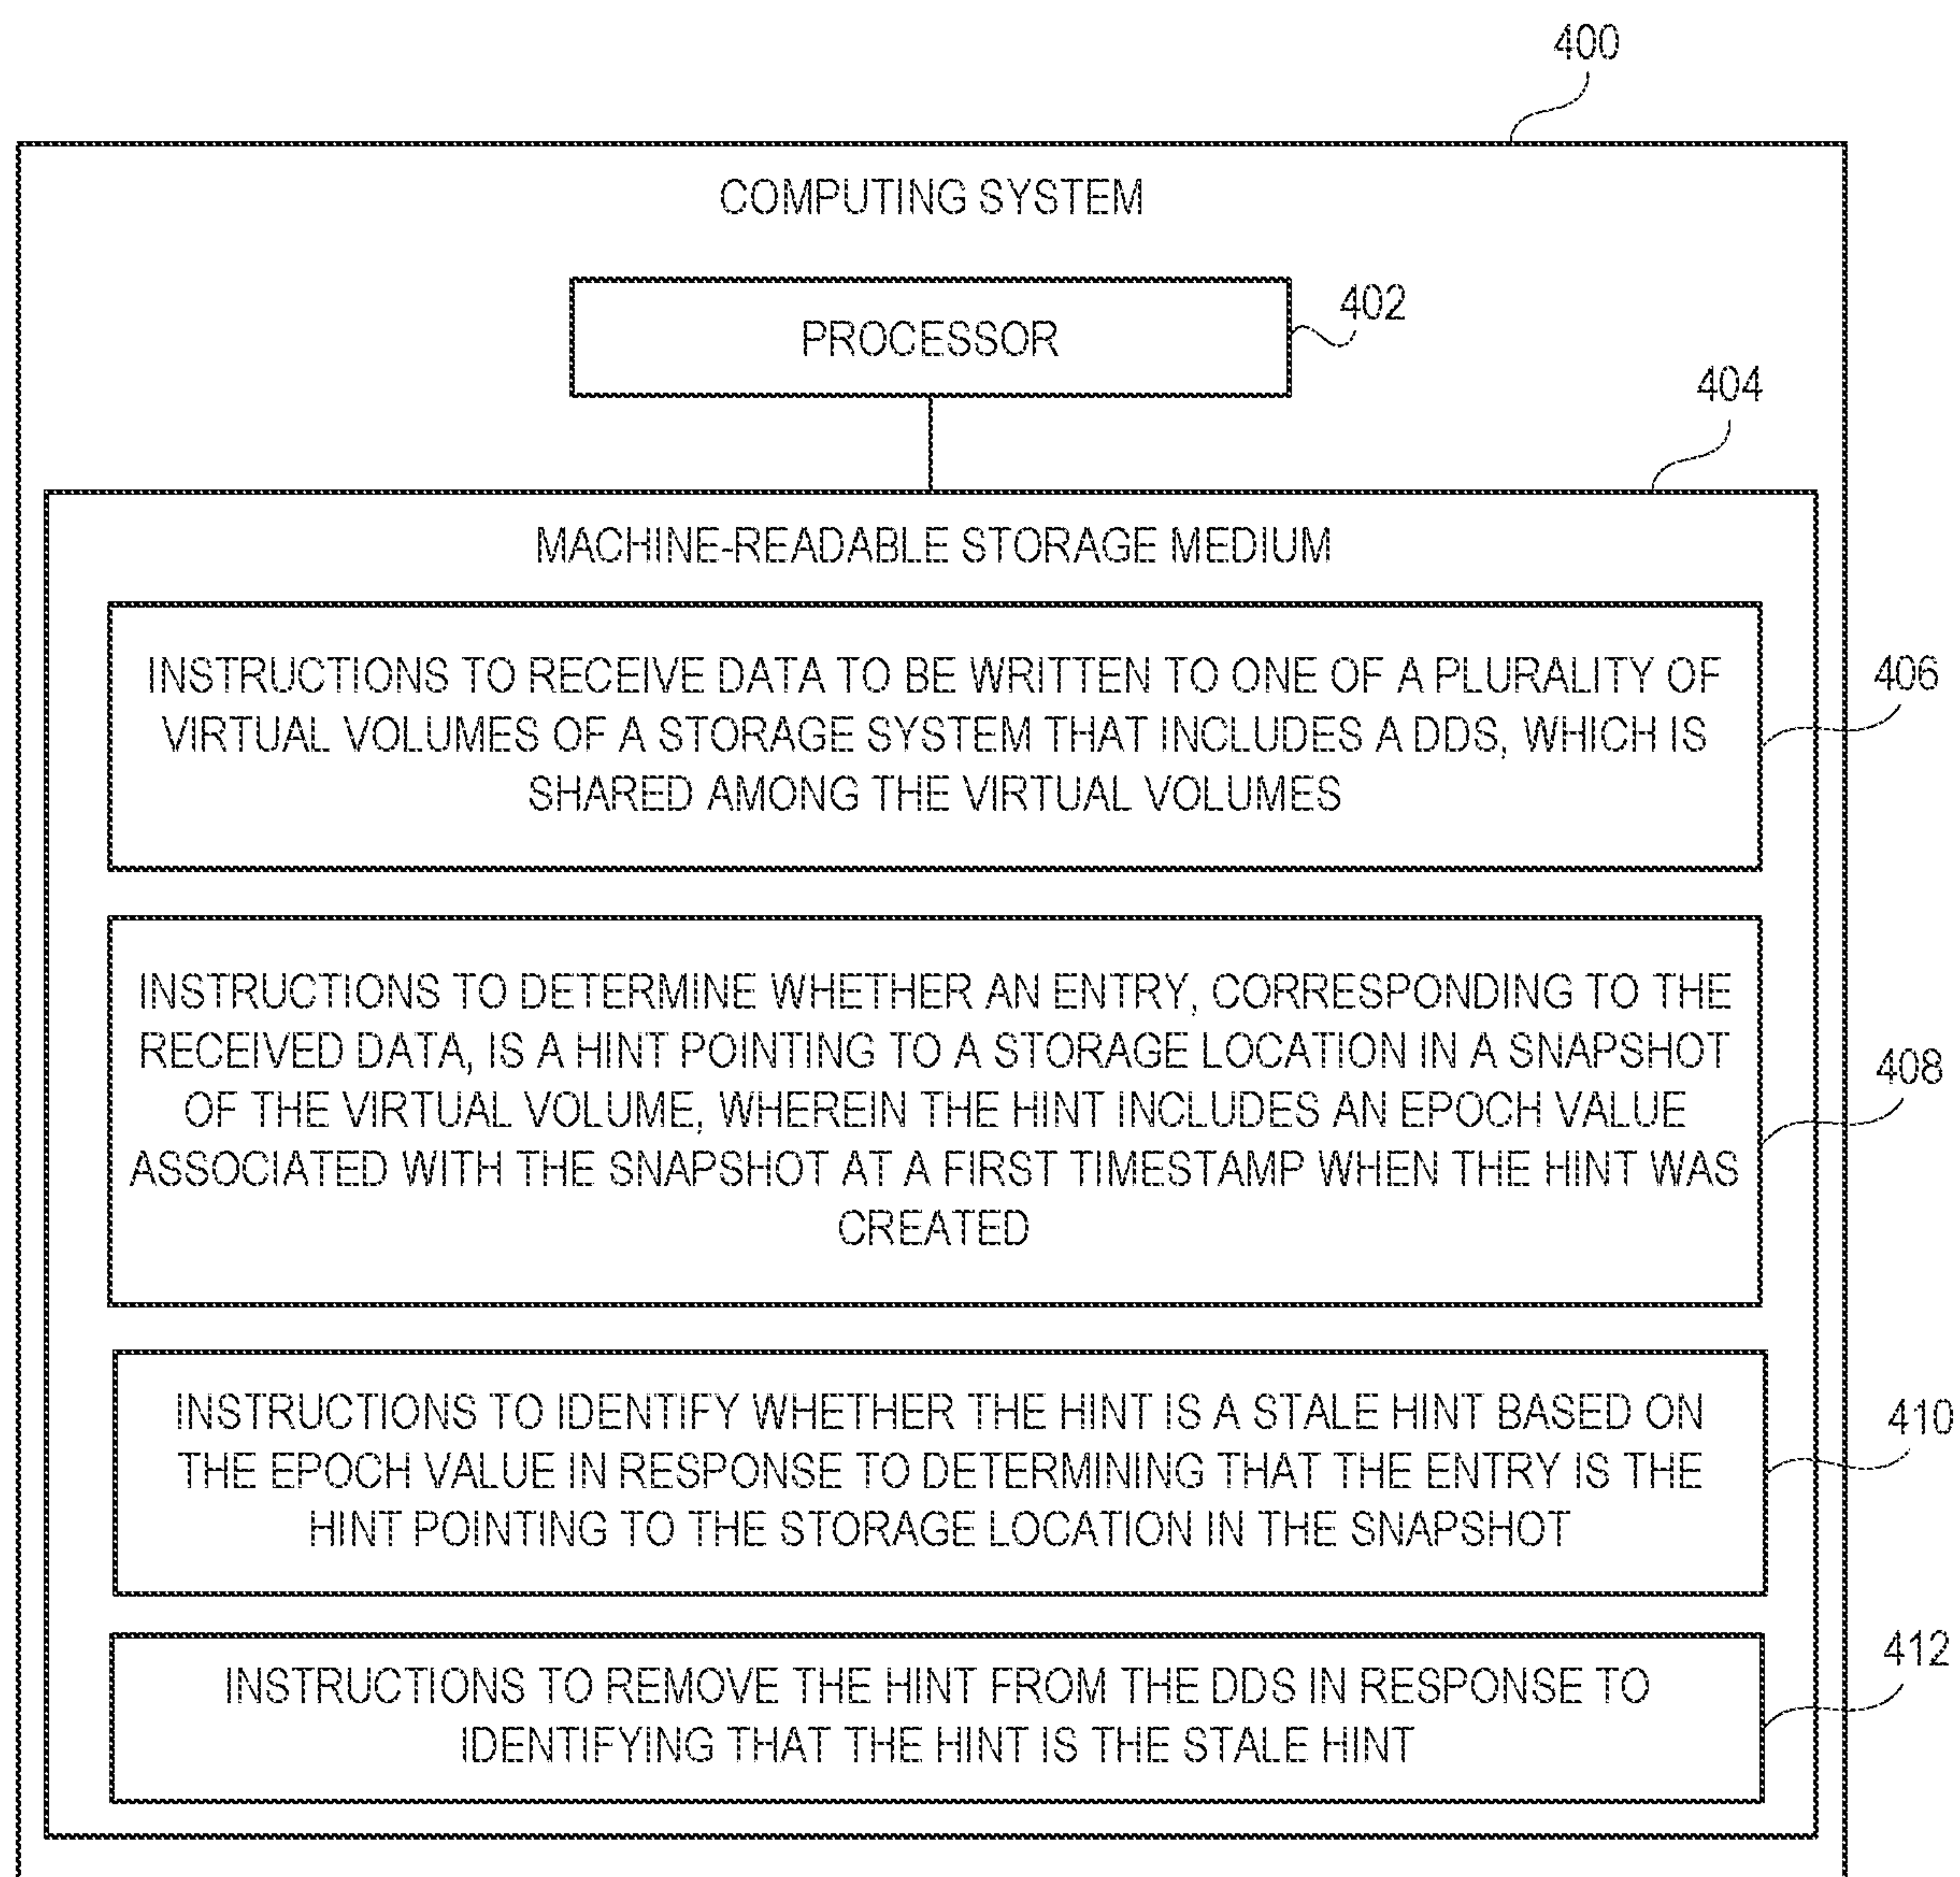 400
COMPUTING SYSTEM
PROCESSOR
402
404
MACHINE-READABLE STORAGE MEDIUM
INSTRUCTIONS TO RECEIVE DATA TO BE WRITTEN TO ONE OF A PLURALITY OF
VIRTUAL VOLUMES OF A STORAGE SYSTEM THAT INCLUDES A DDS, WHICH IS
SHARED AMONG THE VIRTUAL VOLUMES
406
INSTRUCTIONS TO DETERMINE WHETHER AN ENTRY, CORRESPONDING TO THE
RECEIVED DATA, IS A HINT POINTING TO A STORAGE LOCATION IN A SNAPSHOT
OF THE VIRTUAL VOLUME, WHEREIN THE HINT INCLUDES AN EPOCH VALUE
ASSOCIATED WITH THE SNAPSHOT AT A FIRST TIMESTAMP WHEN THE HINT WAS
CREATED
408
INSTRUCTIONS TO IDENTIFY WHETHER THE HINT IS A STALE HINT BASED ON
THE EPOCH VALUE IN RESPONSE TO DETERMINING THAT THE ENTRY IS THE
HINT POINTING TO THE STORAGE LOCATION IN THE SNAPSHOT
410
INSTRUCTIONS TO REMOVE THE HINT FROM THE DDS IN RESPONSE TO
IDENTIFYING THAT THE HINT IS THE STALE HINT
412